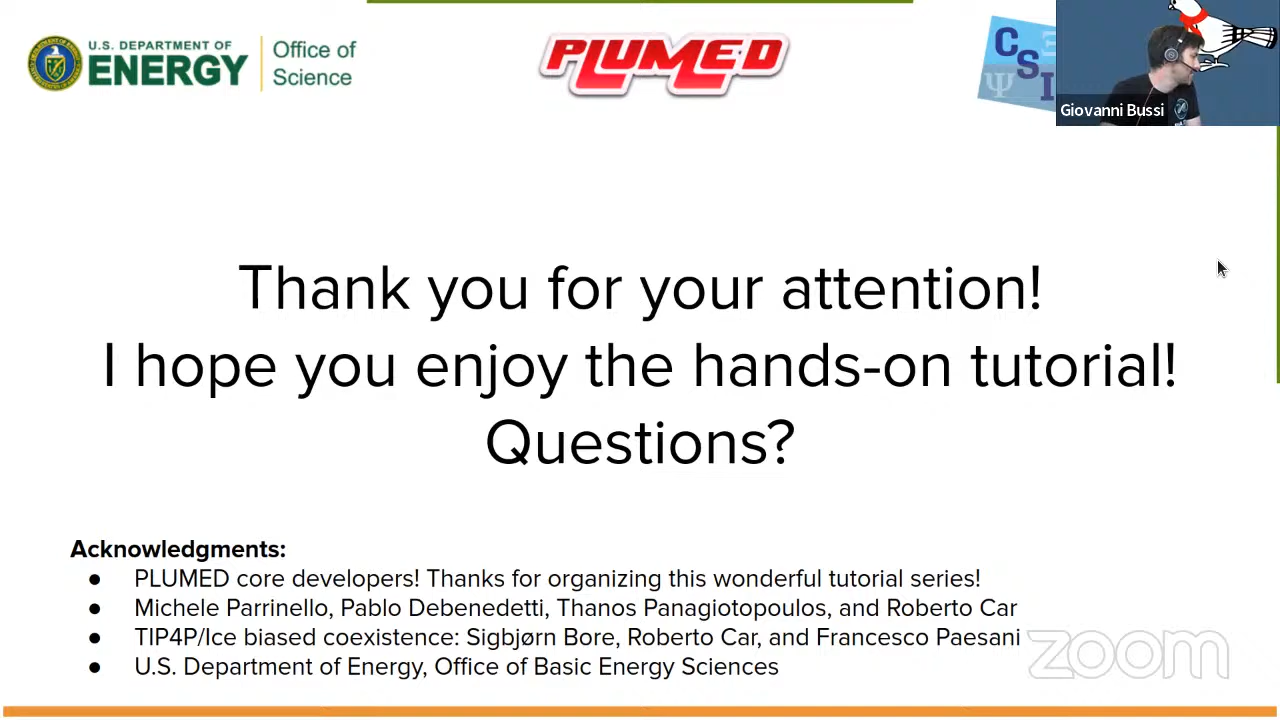 U.S. DEPARTMENT OF
ENERGY
Office of
Science
PLUMED
CS
Ψ I
Giovanni Bussi
Thank you for your attention!
I hope you enjoy the hands-on tutorial!
Questions?
Acknowledgments:
● PLUMED core developers! Thanks for organizing this wonderful tutorial series!
● Michele Parrinello, Pablo Debenedetti, Thanos Panagiotopoulos, and Roberto Car
● TIP4P/Ice biased coexistence: Sigbjørn Bore, Roberto Car, and Francesco Paesani
● U.S. Department of Energy, Office of Basic Energy Sciences
zoom